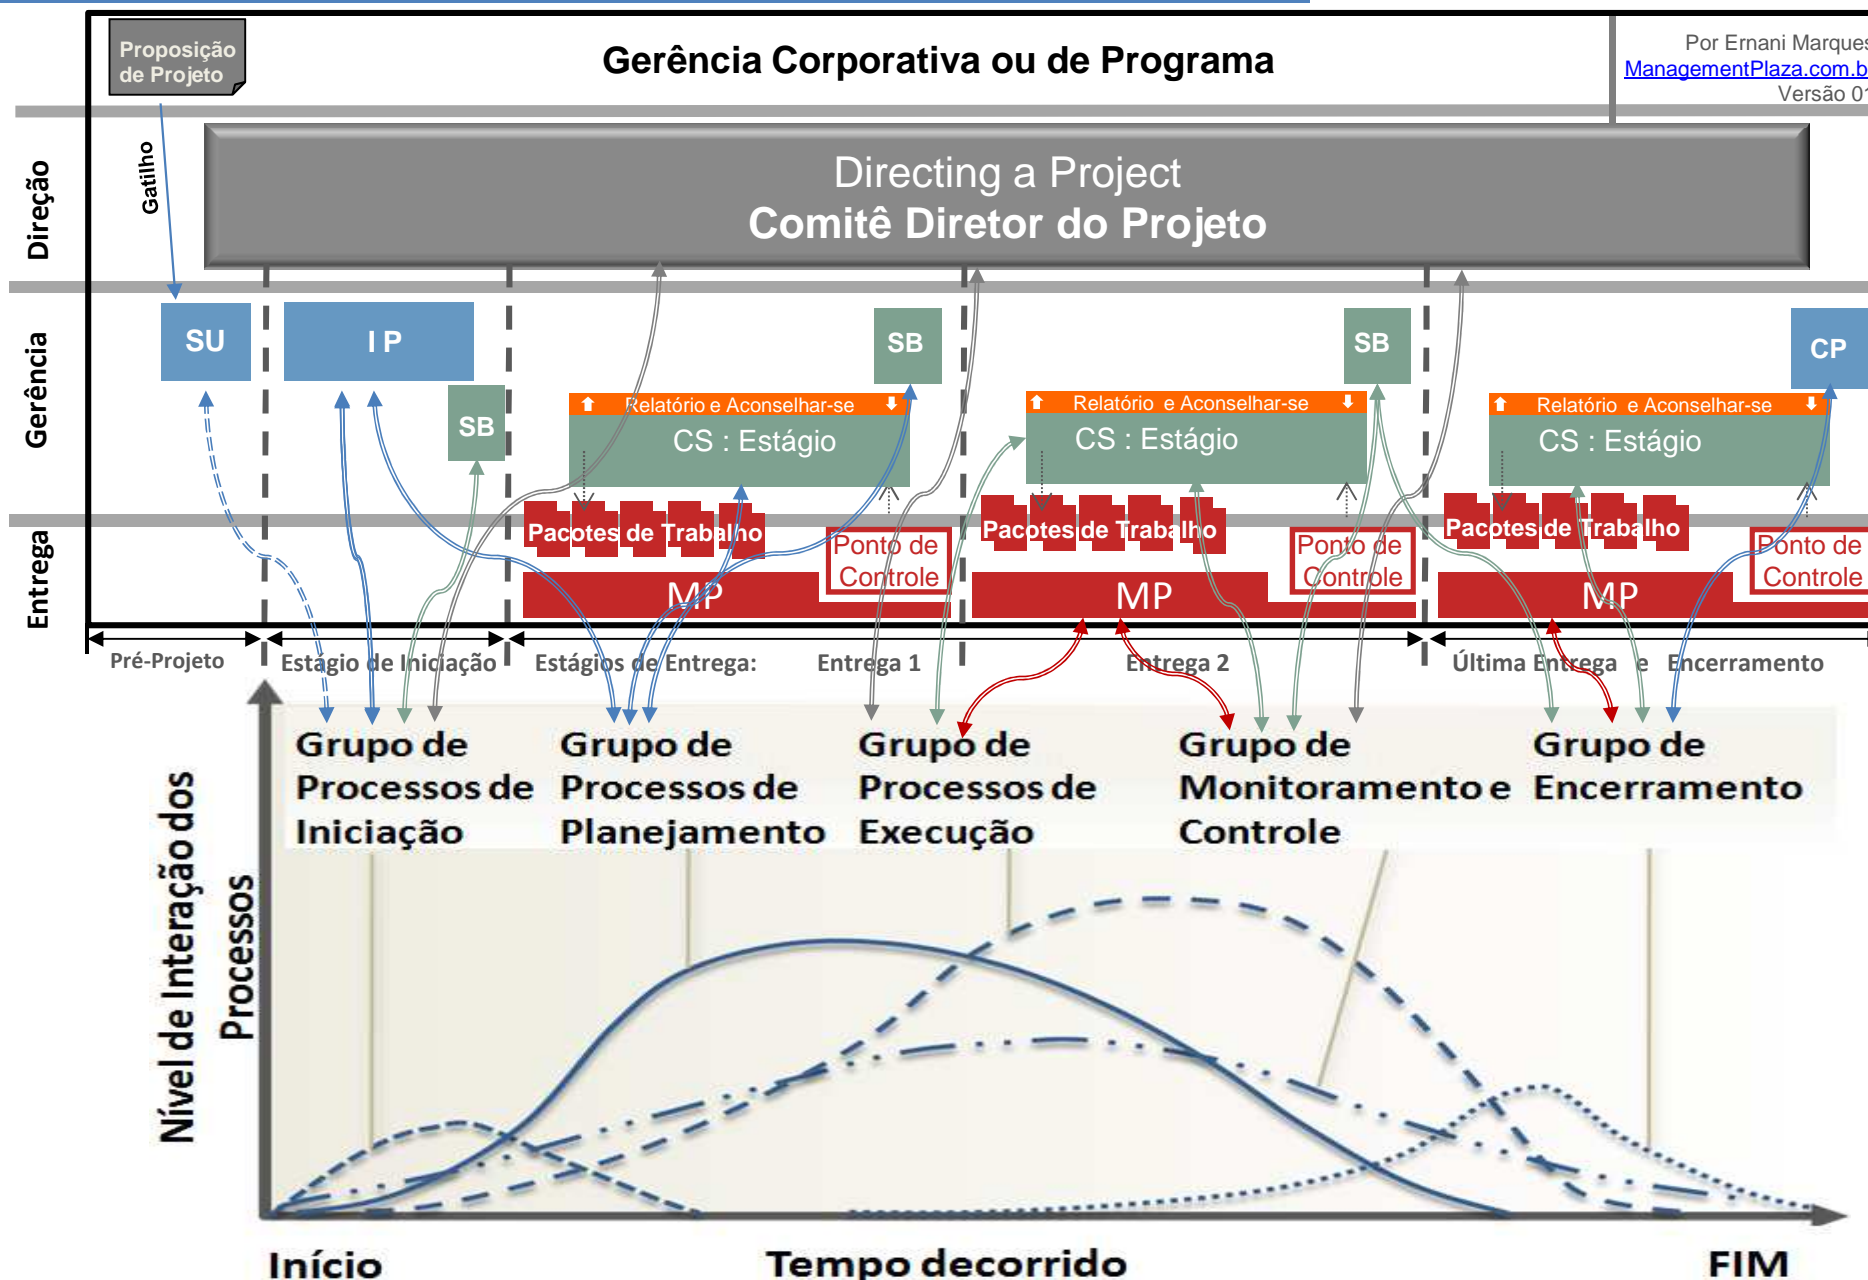 Proposição
de Projeto
Gerência Corporativa ou de Programa
Por Ernani Marques
ManagementPlaza.com.b
Versão 01
Direção
Gatilho
Directing a Project
Comitê Diretor do Projeto
Gerência
SU
I P
SB
SB
SB
CP
Relatório e Aconselhar-se
CS : Estágio
Relatório e Aconselhar-se
CS : Estágio
Relatório e Aconselhar-se
CS : Estágio
Entrega
Pacotes de Trabalho
Ponto de
Controle
MP
Pacotes de Trabalho
Ponto de
Controle
MP
Pacotes de Trabalho
Ponto de
Controle
MP
Pré-Projeto
Estágio de Iniciação
Estágios de Entrega:
Entrega 1
Entrega 2
Última Entrega e Encerramento
Grupo de
Processos de
Iniciação
Grupo de
Processos de
Planejamento
Grupo de
Processos de
Execução
Grupo de
Monitoramento e
Controle
Grupo de
Encerramento
Nível de Interação dos
Processos
Início
Tempo decorrido
FIM